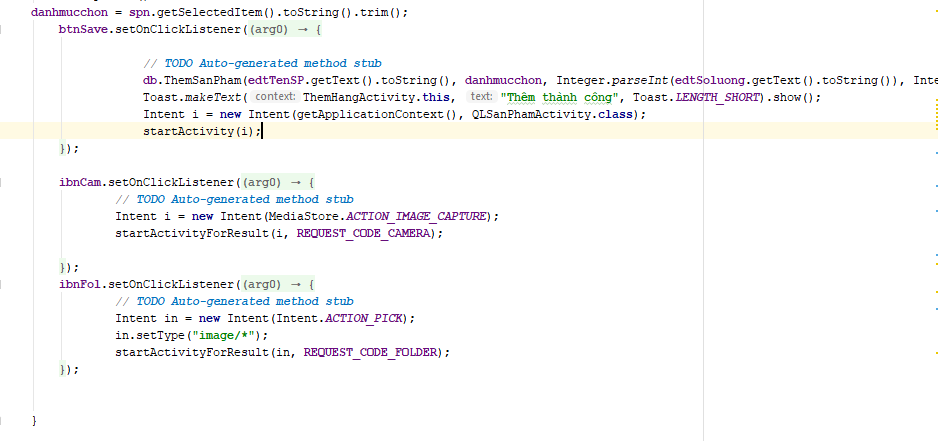 danhmucchon = spn.getSelectedItem().toString().trim();
btnSave.setOnClickListener((arg0) → {
// TODO Auto-generated method stub
db.ThemSanPham(edtTenSP.getText().toString(), danhmucchon, Integer.parseInt(edtSoluong.getText().toString()), Inte
Toast.makeText( context: ThemHangActivity.this, text: "Thêm thành công", Toast.LENGTH_SHORT).show();
Intent i = new Intent(getApplicationContext(), QLSanPhamActivity.class);
startActivity(i);
});
ibnCam.setOnClickListener((arg0) → {
// TODO Auto-generated method stub
Intent i = new Intent(MediaStore.ACTION_IMAGE_CAPTURE);
startActivityForResult(i, REQUEST_CODE_CAMERA);
});
ibnFol.setOnClickListener((arg0) → {
// TODO Auto-generated method stub
Intent in = new Intent(Intent.ACTION_PICK);
in.setType("image/*");
startActivityForResult(in, REQUEST_CODE_FOLDER);
});
}